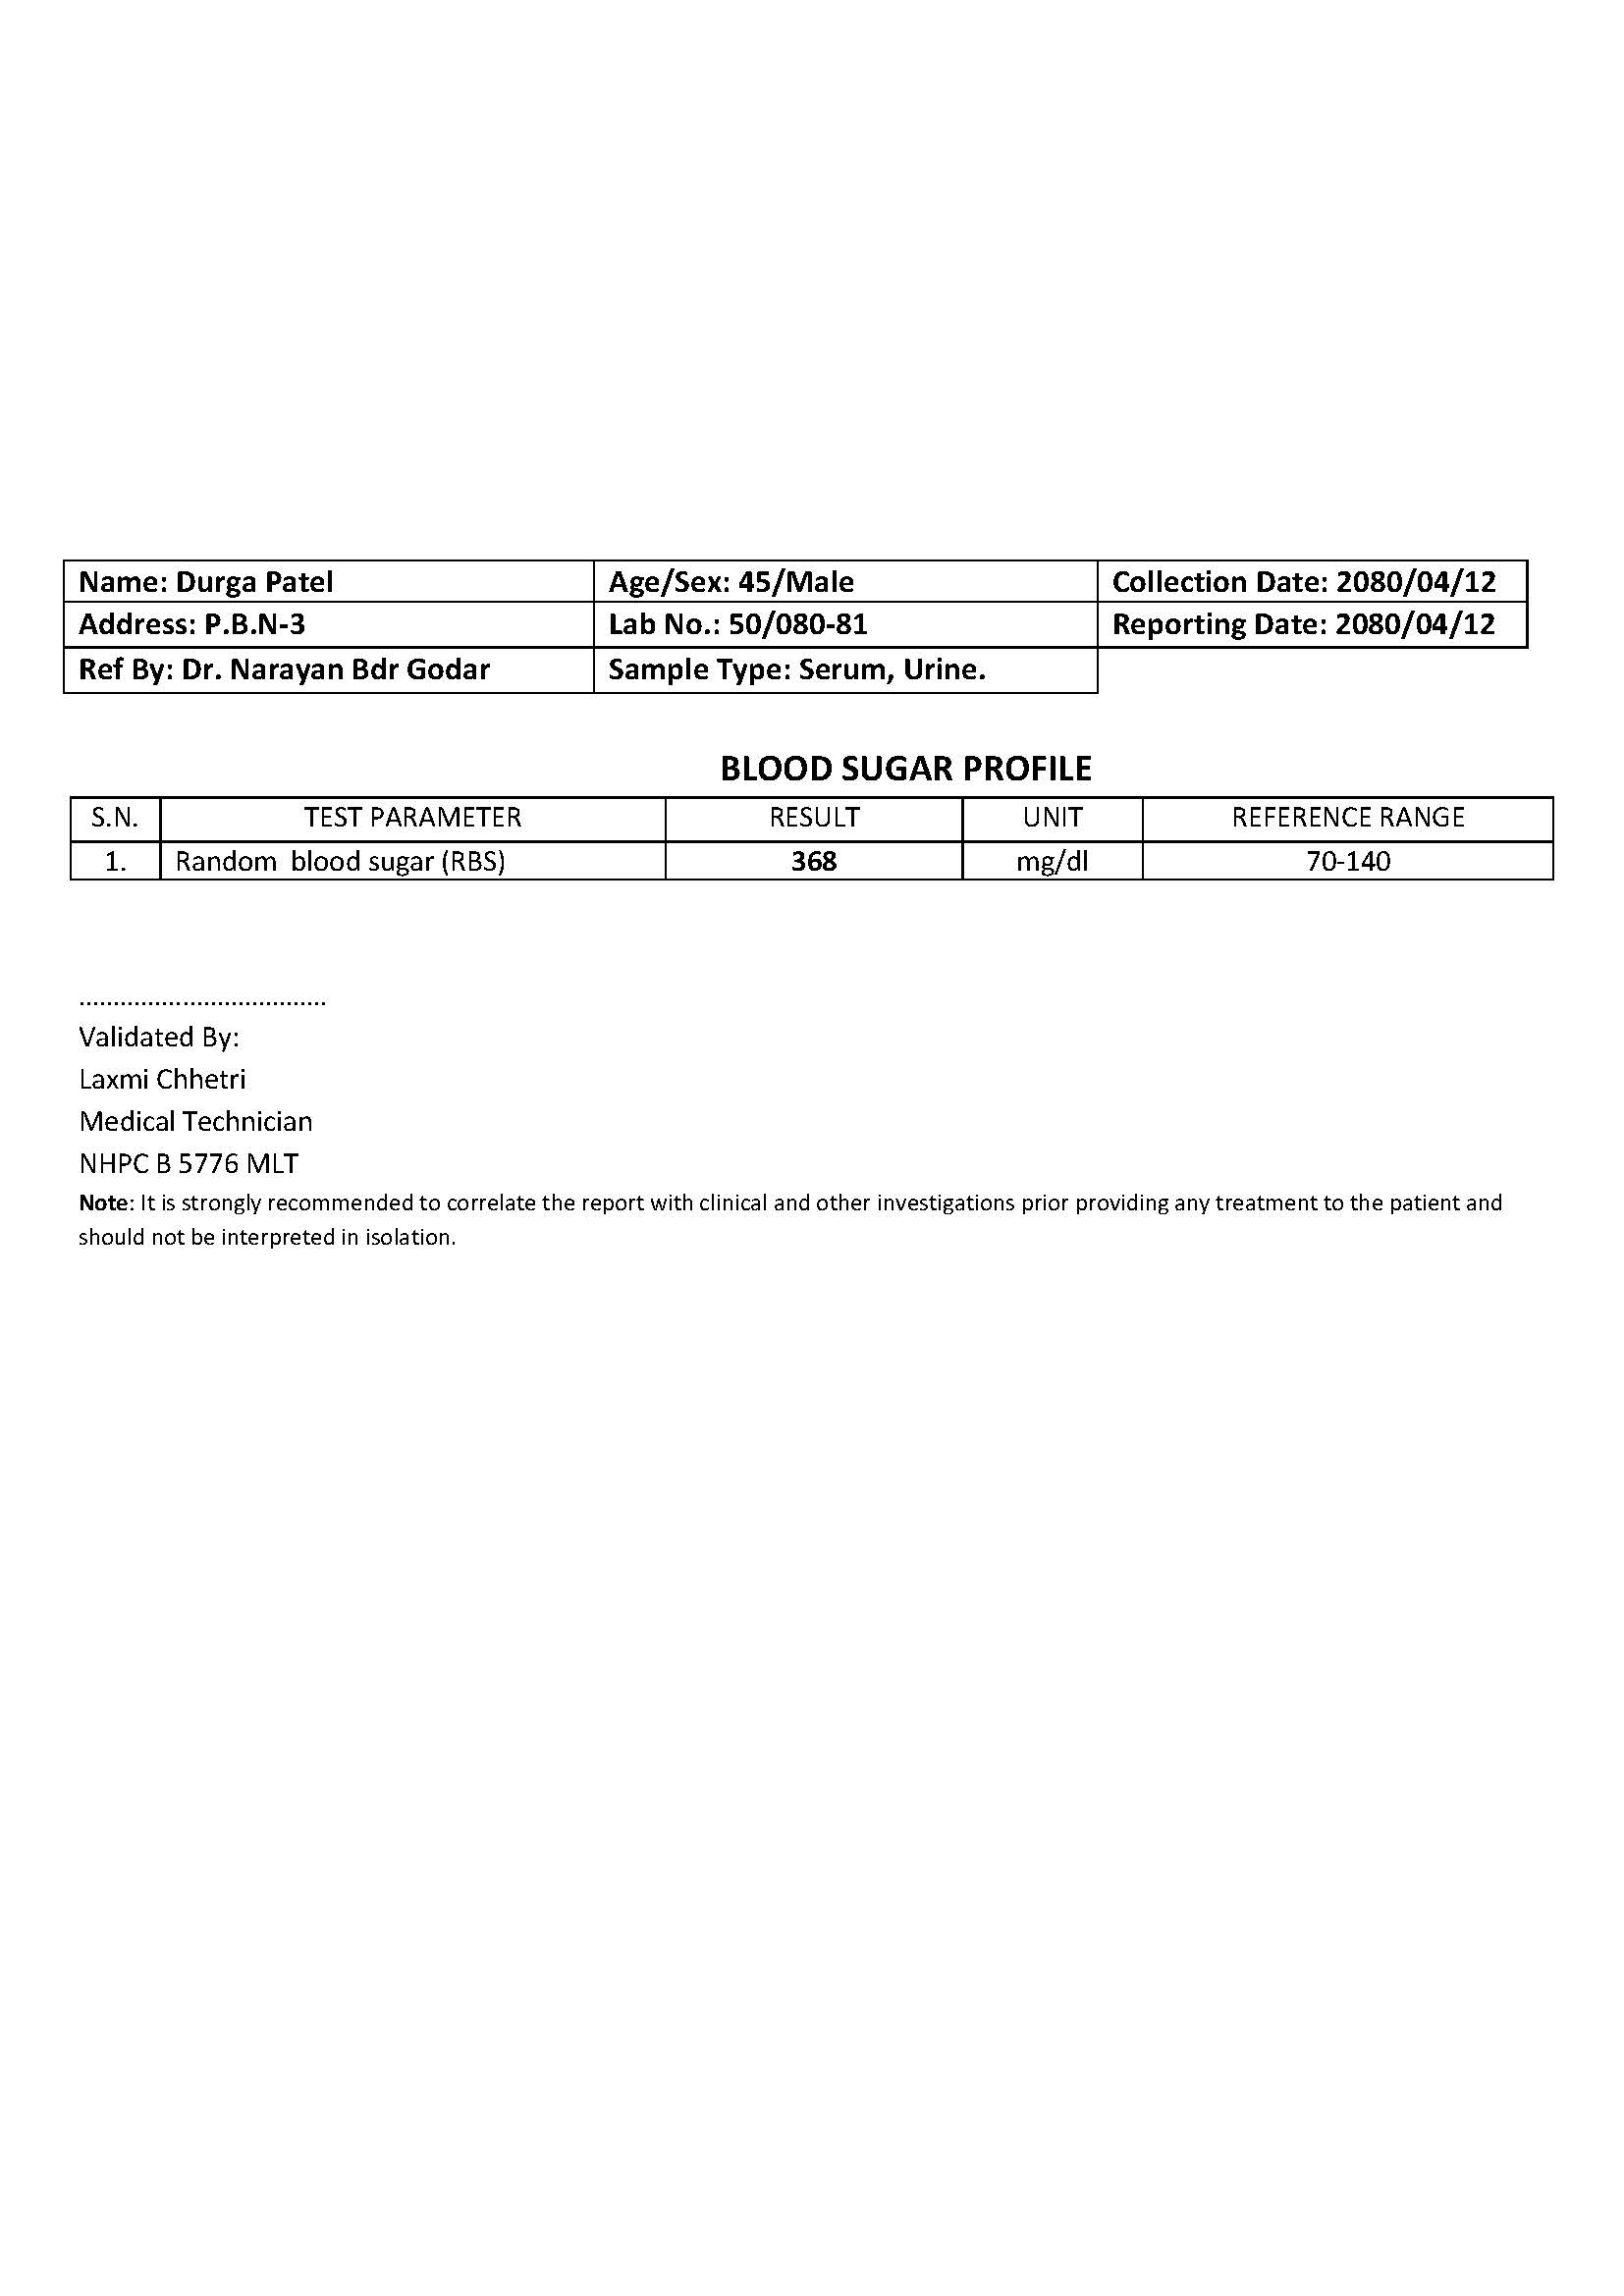 Name: Durga Patel Age/Sex: 45/Male Collection Date: 2080/04/12
Address: P.B.N-3 Lab No.: 50/080-81 Reporting Date: 2080/04/12
Ref By: Dr. Narayan Bdr Godar Sample Type: Serum, Urine.
BLOOD SUGAR PROFILE
S.N. TEST PARAMETER RESULT UNIT REFERENCE RANGE
1. Random blood sugar (RBS) 368 mg/dl 70-140
....................................
Validated By:
Laxmi Chhetri
Medical Technician
NHPC B 5776 MLT
Note: It is strongly recommended to correlate the report with clinical and other investigations prior providing any treatment to the patient and
should not be interpreted in isolation.